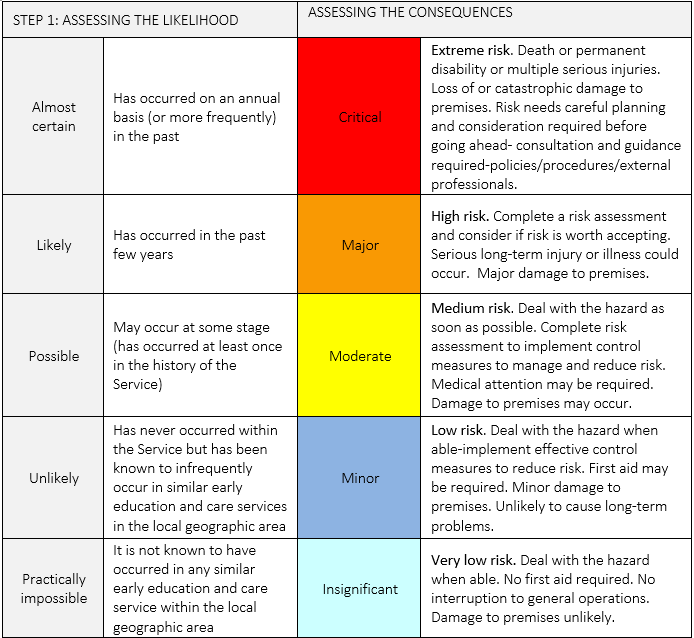 STEP 1: ASSESSING THE LIKELIHOOD
ASSESSING THE CONSEQUENCES
Almost
certain
Has occurred on an annual
basis (or more frequently)
in the past
Critical
Extreme risk. Death or permanent
disability or multiple serious injuries.
Loss of or catastrophic damage to
premises. Risk needs careful planning
and consideration required before
going ahead- consultation and guidance
required-policies/procedures/external
professionals.
Likely
Has occurred in the past
few years
Major
High risk. Complete a risk assessment
and consider if risk is worth accepting.
Serious long-term injury or illness could
occur.  Major damage to premises.
Possible
May occur at some stage
(has occurred at least once
in the history of the
Service)
Moderate
Medium risk. Deal with the hazard as
soon as possible. Complete risk
assessment to implement control
measures to manage and reduce risk.
Medical attention may be required.
Damage to premises may occur.
Unlikely
Has never occurred within
the Service but has been
known to infrequently
occur in similar early
education and care services
in the local geographic area
Minor
Low risk. Deal with the hazard when
able-implement effective control
measures to reduce risk. First aid may
be required. Minor damage to
premises. Unlikely to cause long-term
problems.
Practically
impossible
It is not known to have
occurred in any similar
early education and care
service within the local
geographic area
Insignificant
Very low risk. Deal with the hazard
when able. No first aid required. No
interruption to general operations.
Damage to premises unlikely.